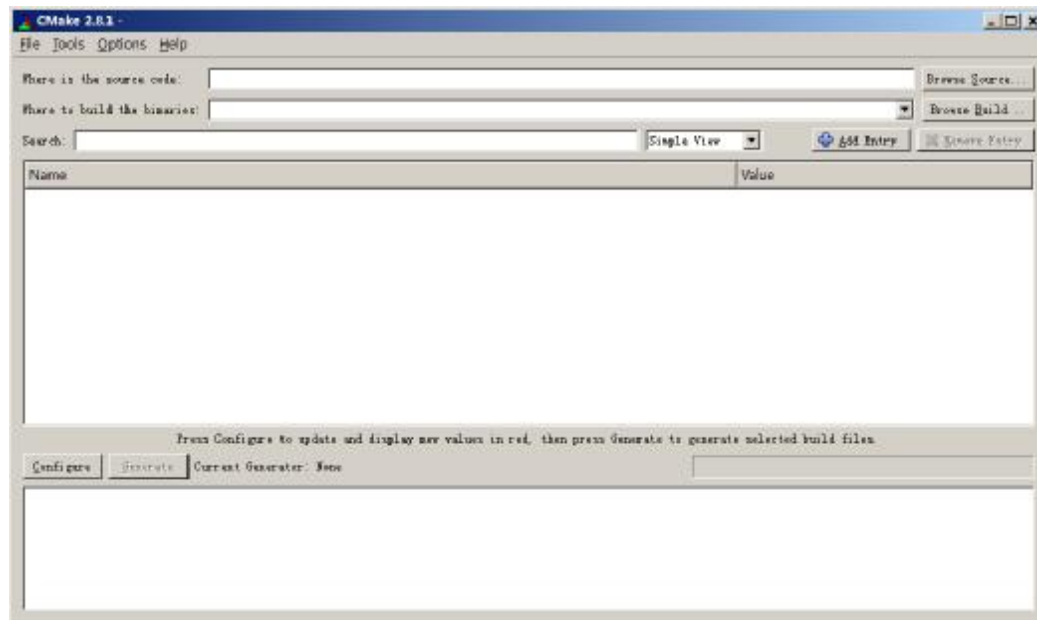 CMake 2.8.1 -
File Tools Options Help
Where is the source code: Browse Source...
Where to build the binaries: Browse Build...
Search: Simple View Add Entry Remove Entry
Name Value
Press Configure to update and display new values in red, then press Generate to generate selected build files.
Configure Generate Current Generator: None